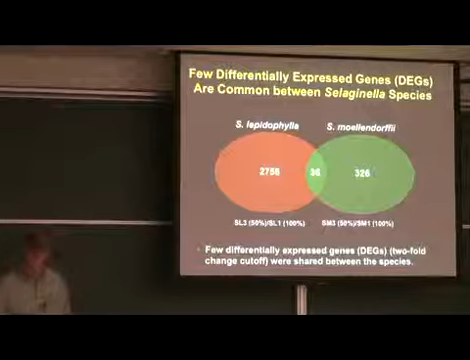 Few Differentially Expressed Genes (DEGs)
Are Common between Selaginella Species
S. lepidophylla S. moellendorffii
2758 36 326
SL3 (50%)/SL1 (100%) SM3 (50%)/SM1 (100%)
Few differentially expressed genes (DEGs) (two-fold
change cutoff) were shared between the species.